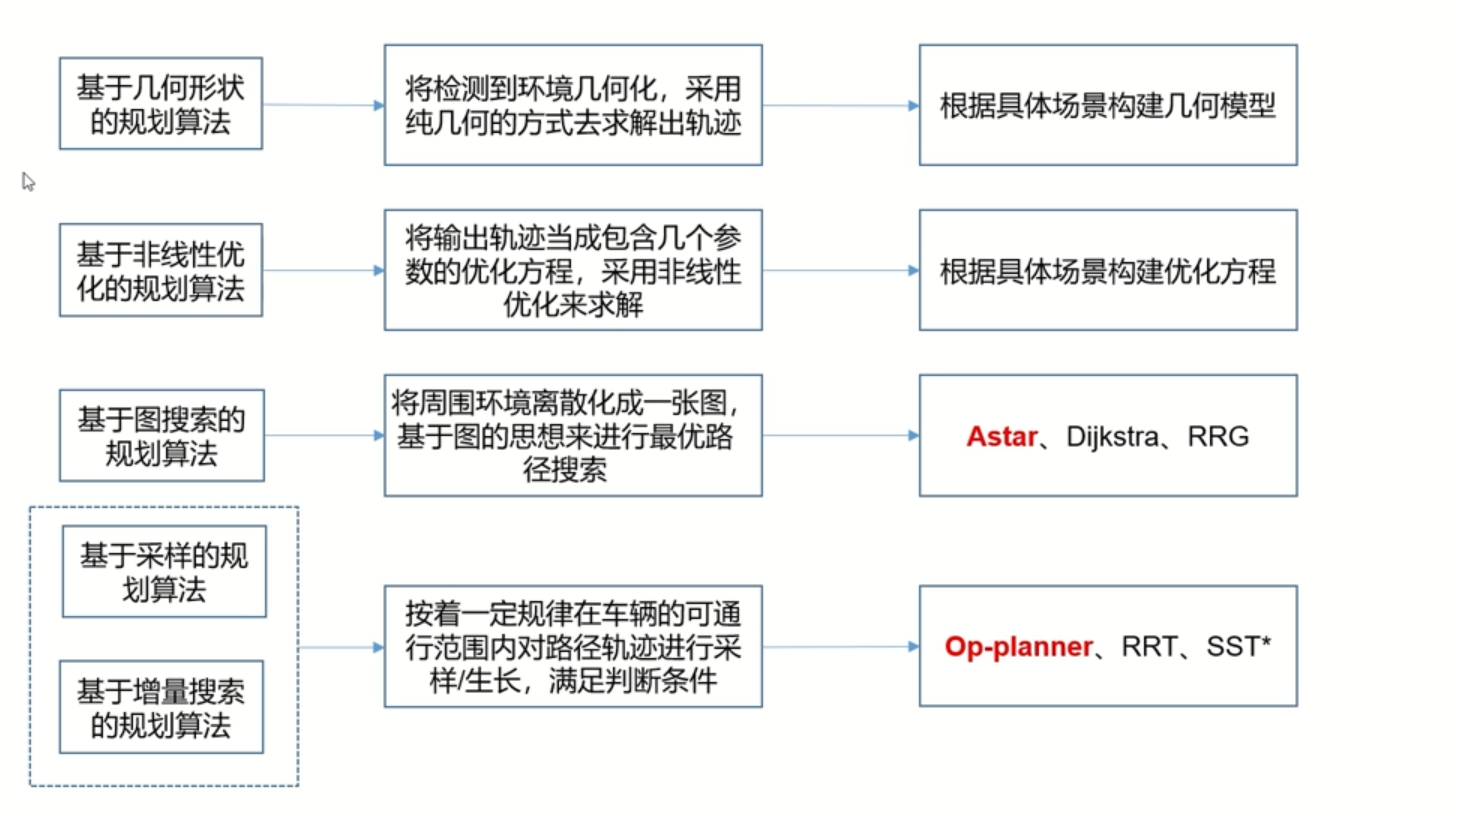 基于几何形状
的规划算法
将检测到环境几何化，采用
纯几何的方式去求解出轨迹
根据具体场景构建几何模型
基于非线性优
化的规划算法
将输出轨迹当成包含几个参
数的优化方程，采用非线性
优化来求解
根据具体场景构建优化方程
基于图搜索的
规划算法
将周围环境离散化成一张图，
基于图的思想来进行最优路
径搜索
Astar、Dijkstra、RRG
基于采样的规
划算法
基于增量搜索
的规划算法
按着一定规律在车辆的可通
行范围内对路径轨迹进行采
样/生长，满足判断条件
Op-planner、RRT、SST*